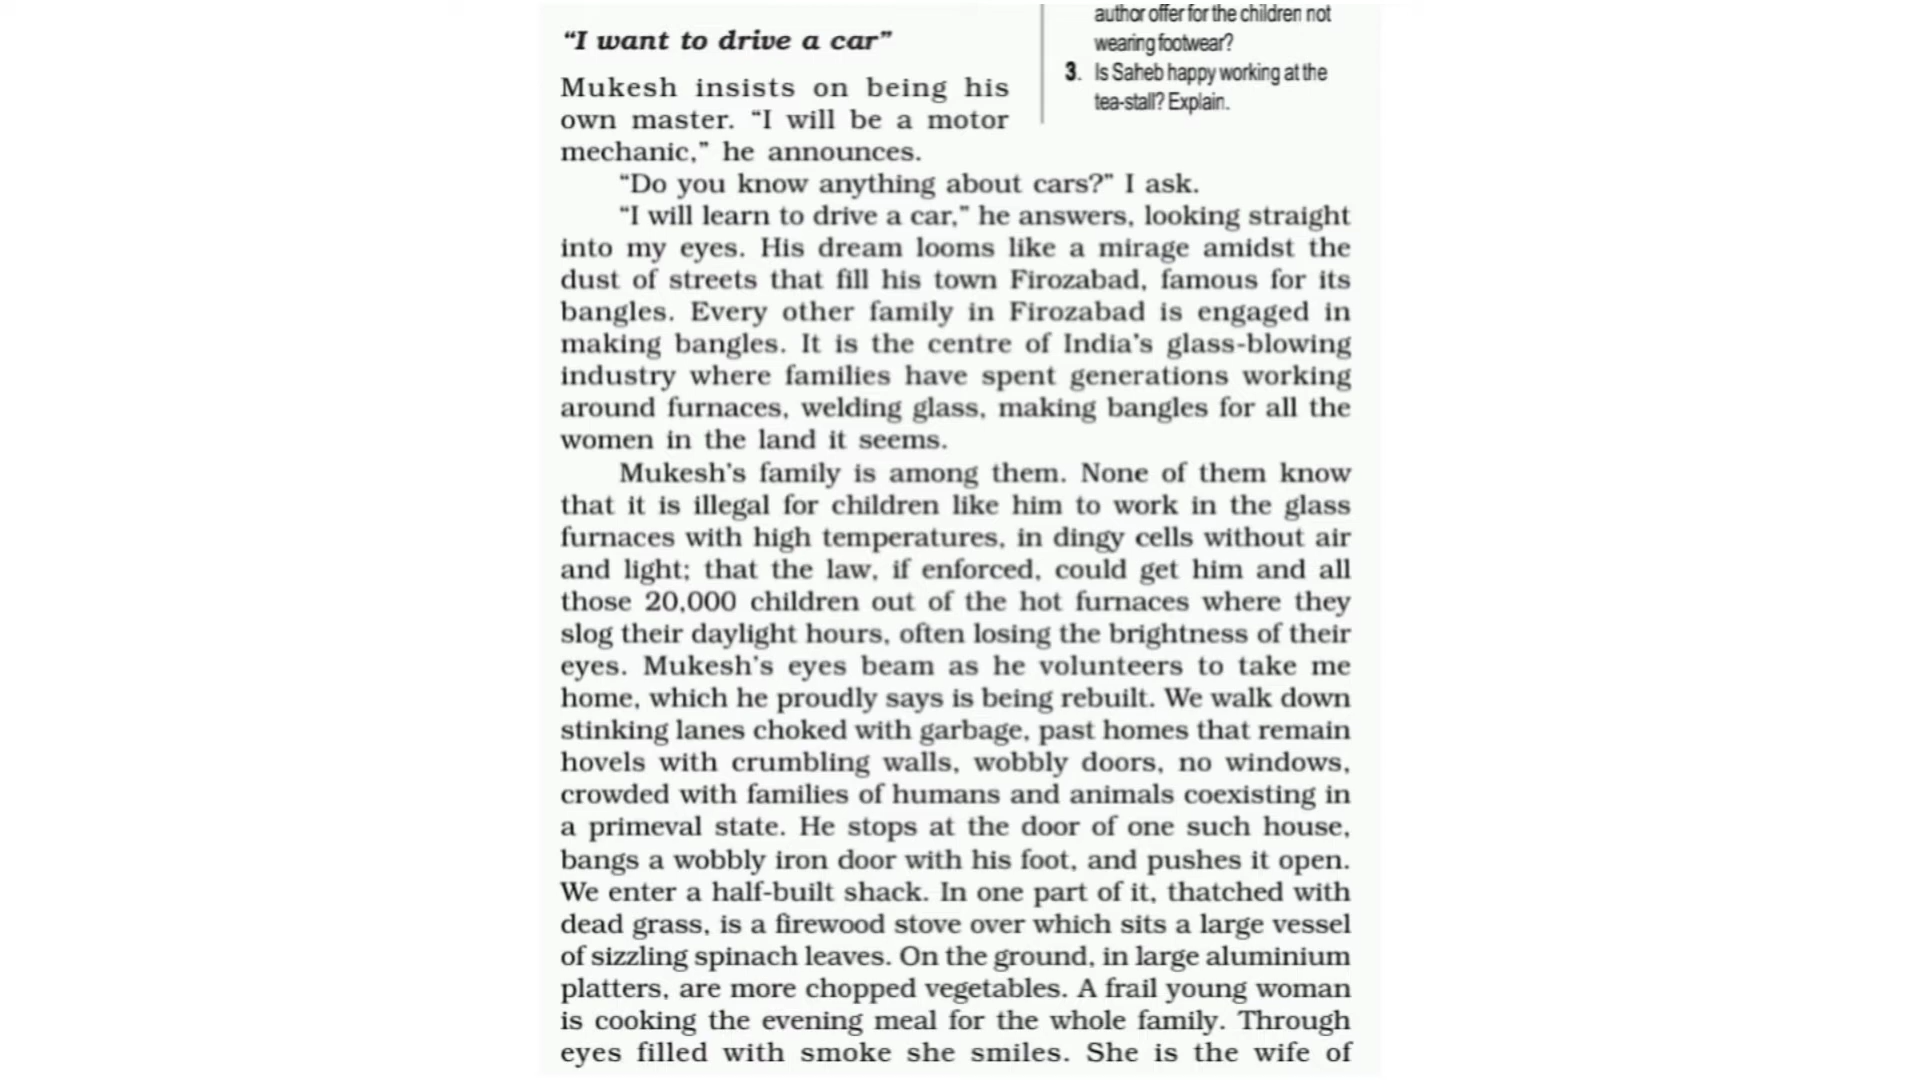 “I want to drive a car”
Mukesh insists on being his
own master. “I will be a motor
mechanic,” he announces.
author offer for the children not
wearing footwear?
3. Is Saheb happy working at the
tea-stall? Explain.
“Do you know anything about cars?” I ask.
“I will learn to drive a car,” he answers, looking straight
into my eyes. His dream looms like a mirage amidst the
dust of streets that fill his town Firozabad, famous for its
bangles. Every other family in Firozabad is engaged in
making bangles. It is the centre of India’s glass-blowing
industry where families have spent generations working
around furnaces, welding glass, making bangles for all the
women in the land it seems.
Mukesh’s family is among them. None of them know
that it is illegal for children like him to work in the glass
furnaces with high temperatures, in dingy cells without air
and light; that the law, if enforced, could get him and all
those 20,000 children out of the hot furnaces where they
slog their daylight hours, often losing the brightness of their
eyes. Mukesh’s eyes beam as he volunteers to take me
home, which he proudly says is being rebuilt. We walk down
stinking lanes choked with garbage, past homes that remain
hovels with crumbling walls, wobbly doors, no windows,
crowded with families of humans and animals coexisting in
a primeval state. He stops at the door of one such house,
bangs a wobbly iron door with his foot, and pushes it open.
We enter a half-built shack. In one part of it, thatched with
dead grass, is a firewood stove over which sits a large vessel
of sizzling spinach leaves. On the ground, in large aluminium
platters, are more chopped vegetables. A frail young woman
is cooking the evening meal for the whole family. Through
eyes filled with smoke she smiles. She is the wife of